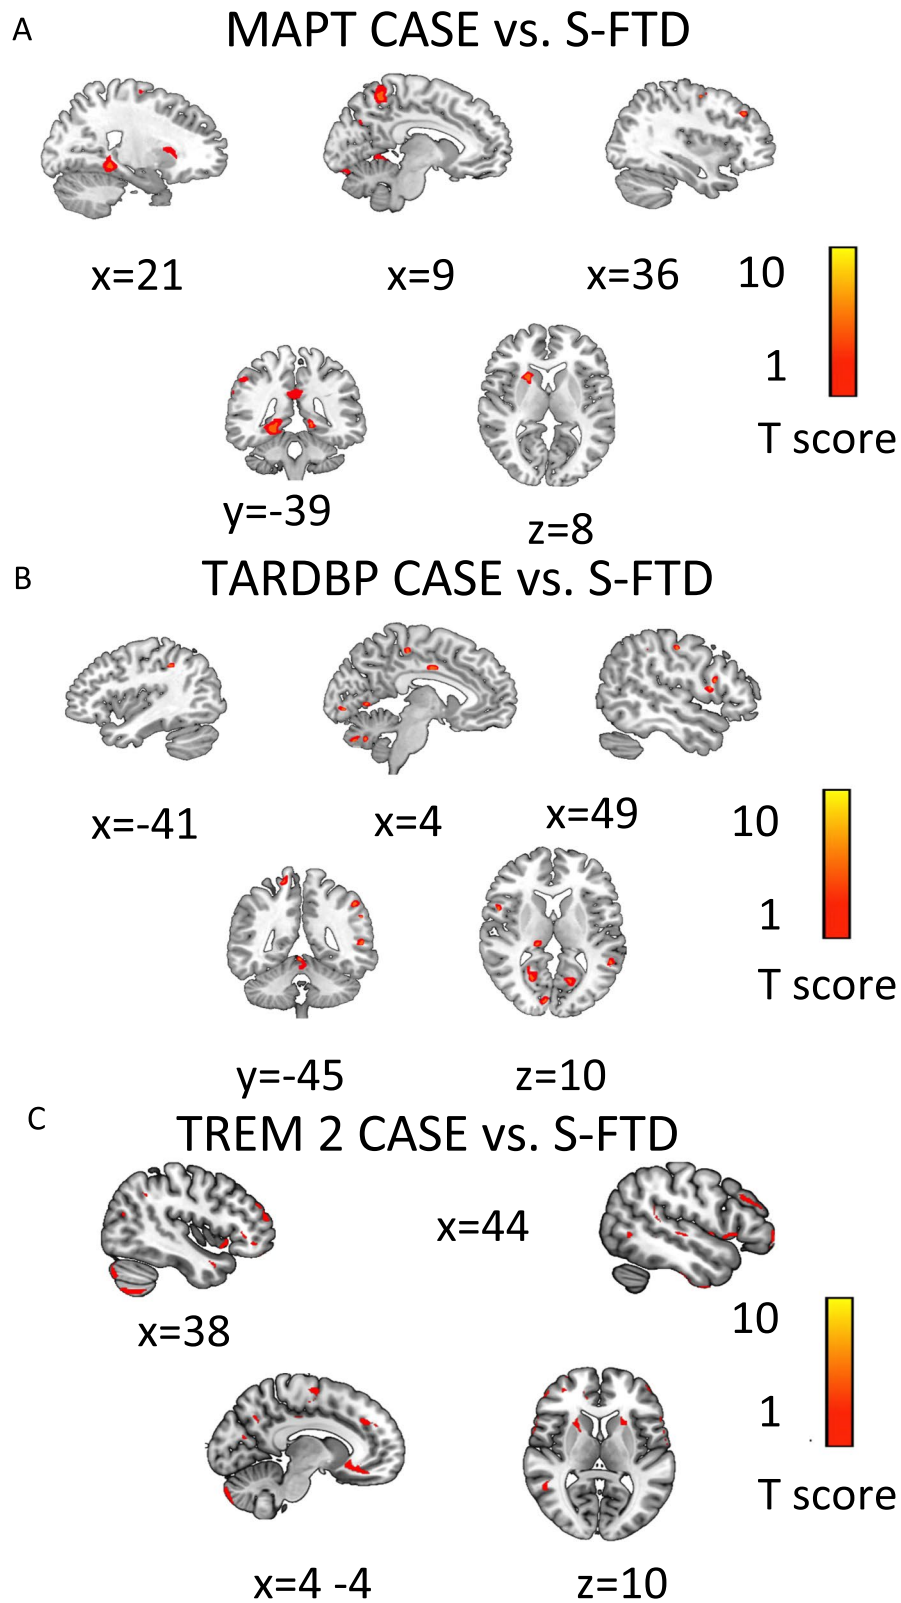 A
MAPT CASE vs. S-FTD
x=21
x=9
x=36
10
1
T score
y=-39
z=8
B
TARDBP CASE vs. S-FTD
x=-41
x=4
x=49
10
1
T score
y=-45
z=10
C
TREM 2 CASE vs. S-FTD
x=44
x=38
10
1
T score
x=4 -4
z=10